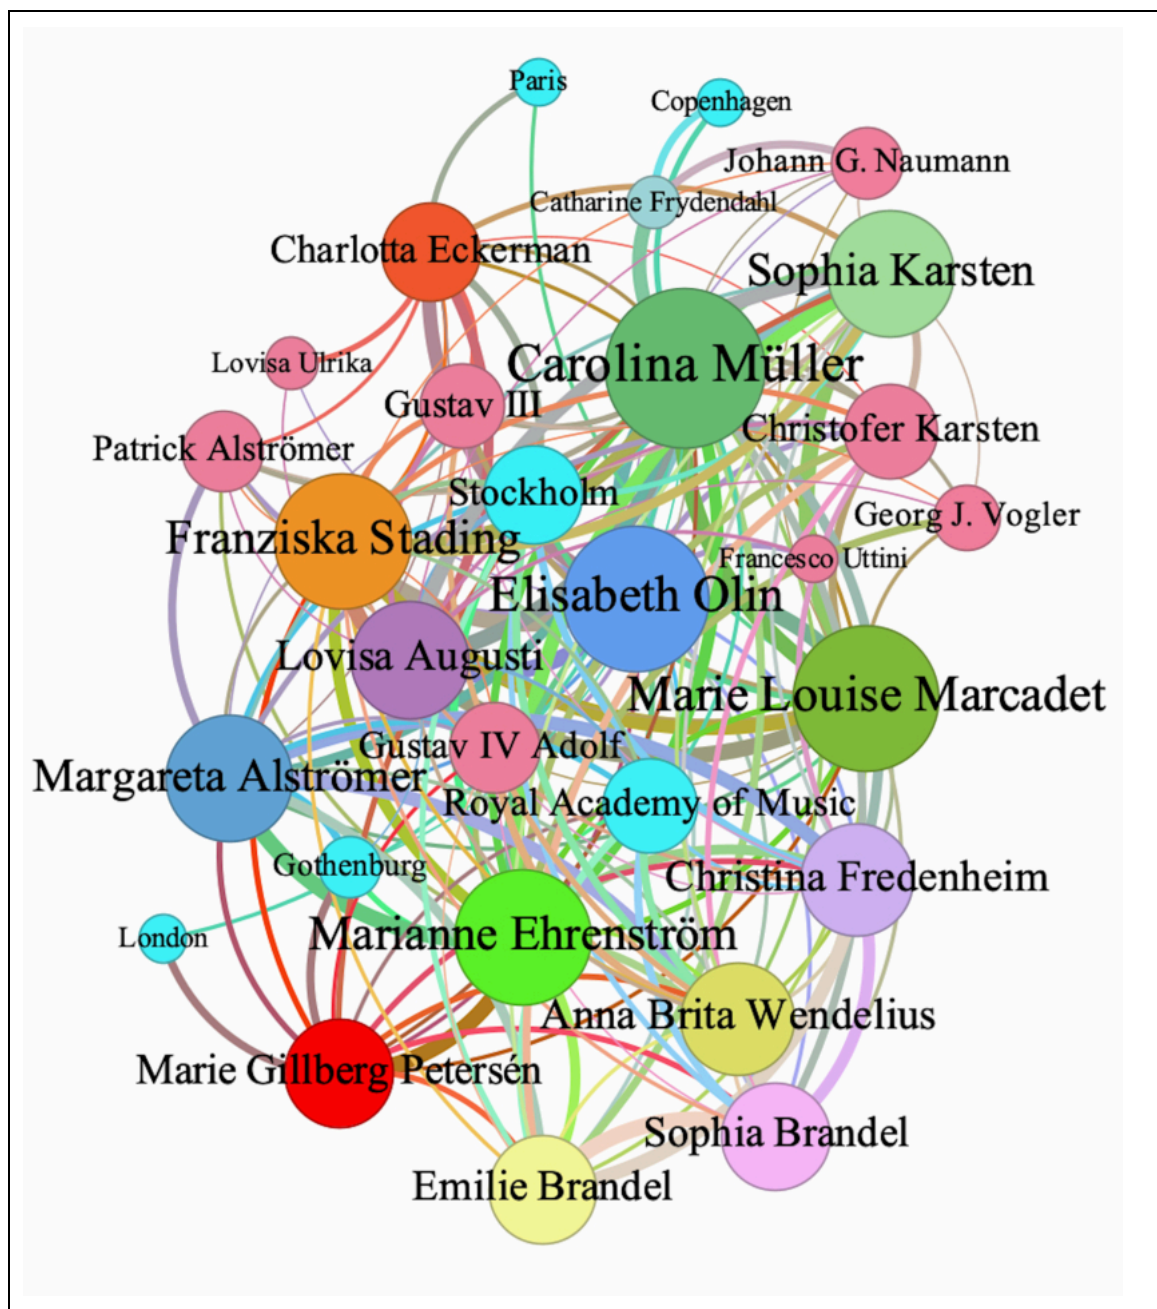 Paris
Copenhagen
Johann G. Naumann
Catharine Frydendahl
Charlotta Eckerman
Sophia Karsten
Lovisa Ulrika
Carolina Müller
Gustav III
Christofer Karsten
Patrick Alströmer
Stockholm
Georg J. Vogler
Franziska Stading
Francesco Uttini
Elisabeth Olin
Lovisa Augusti
Marie Louise Marcadet
Gustav IV Adolf
Margareta Alströmer
Royal Academy of Music
Gothenburg
Christina Fredenheim
London
Marianne Ehrenström
Anna Brita Wendelius
Marie Gillberg Petersén
Sophia Brandel
Emilie Brandel